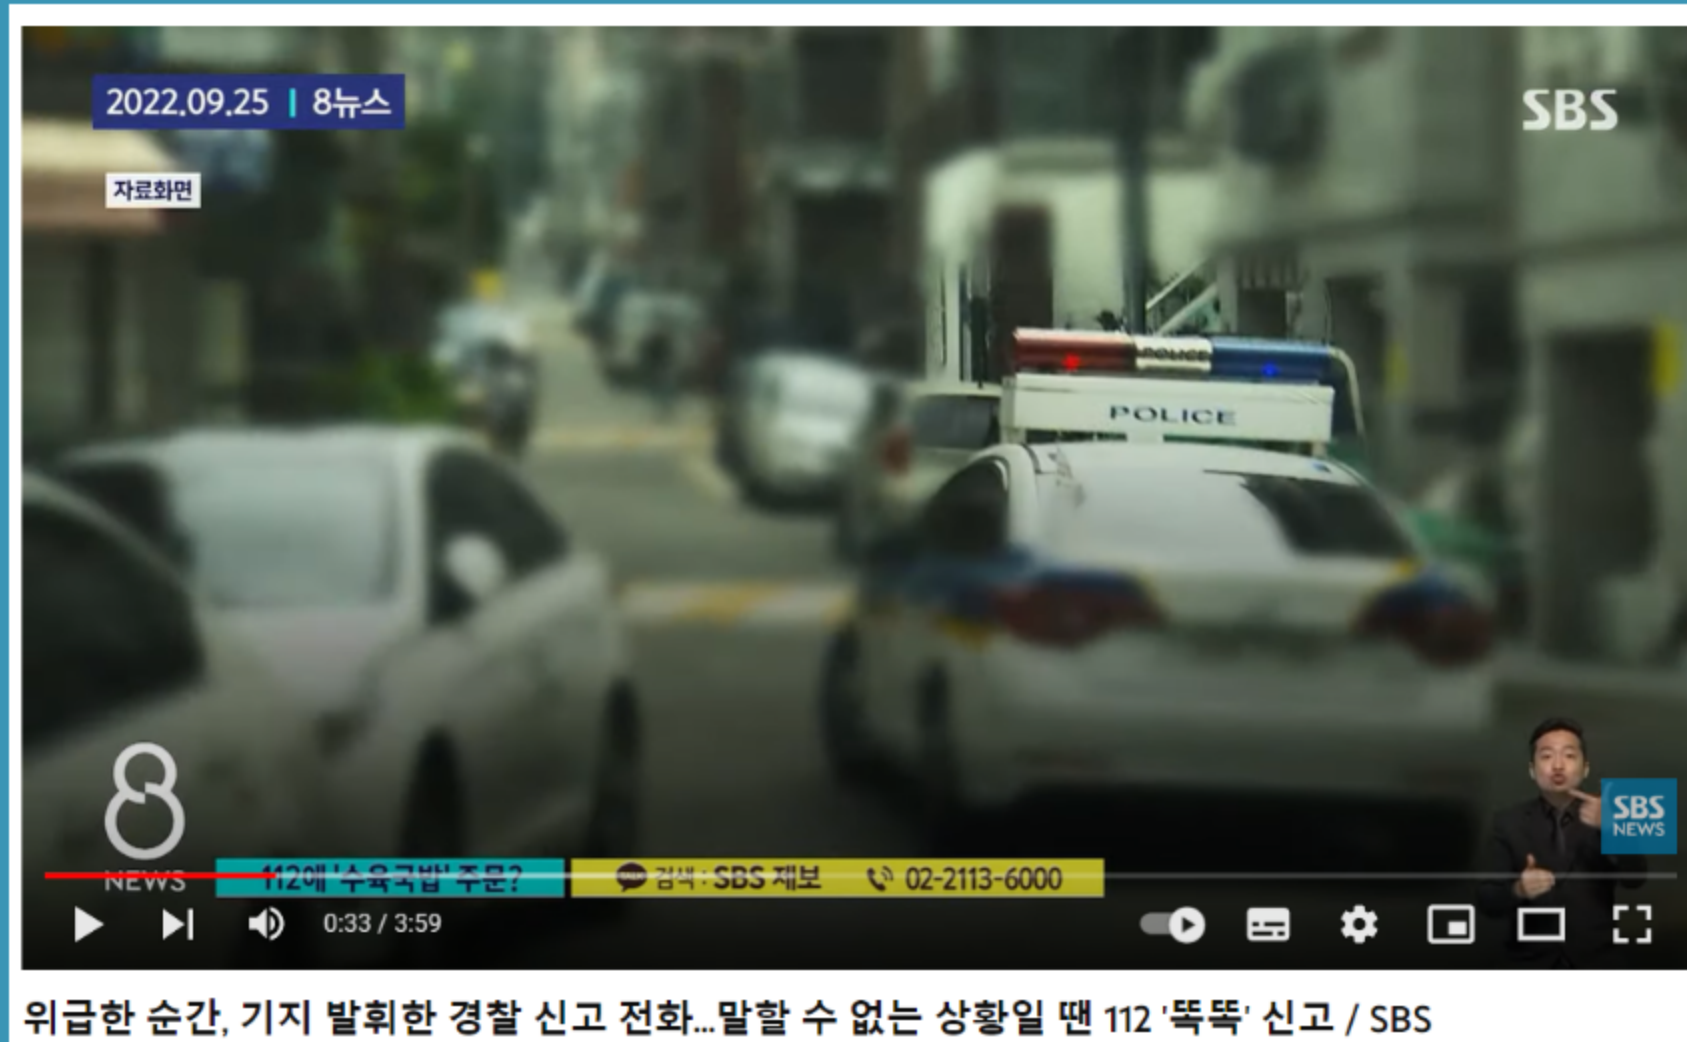 2022.09.25 | 8뉴스
SBS
자료화면
POLICE
POLICE
8
NEWS
112에 '수육국밥' 주문?
TALK 검색 : SBS 제보 02-2113-6000
SBS
NEWS
0:33 / 3:59
위급한 순간, 기지 발휘한 경찰 신고 전화...말할 수 없는 상황일 땐 112 '똑똑' 신고 / SBS